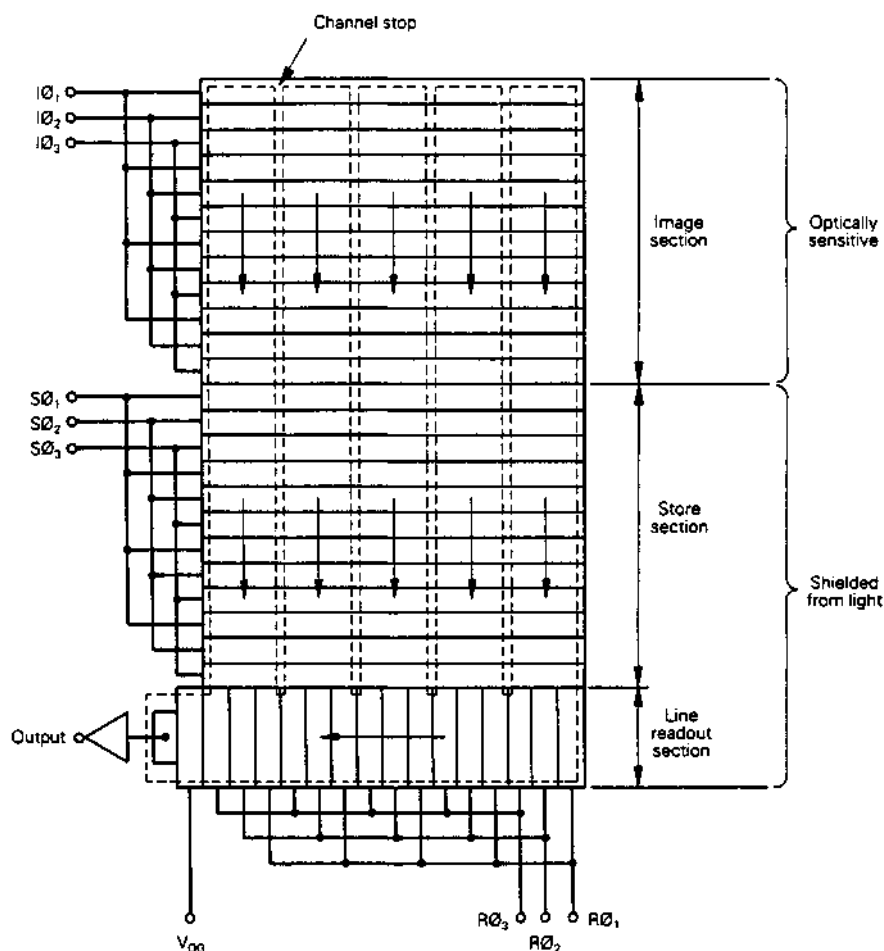 Channel stop
IØ₁
IØ₂
IØ₃
Image
section
Optically
sensitive
SØ₁
SØ₂
SØ₃
Store
section
Shielded
from light
Line
readout
section
Output
RØ₃
RØ₂
RØ₁
V_OG